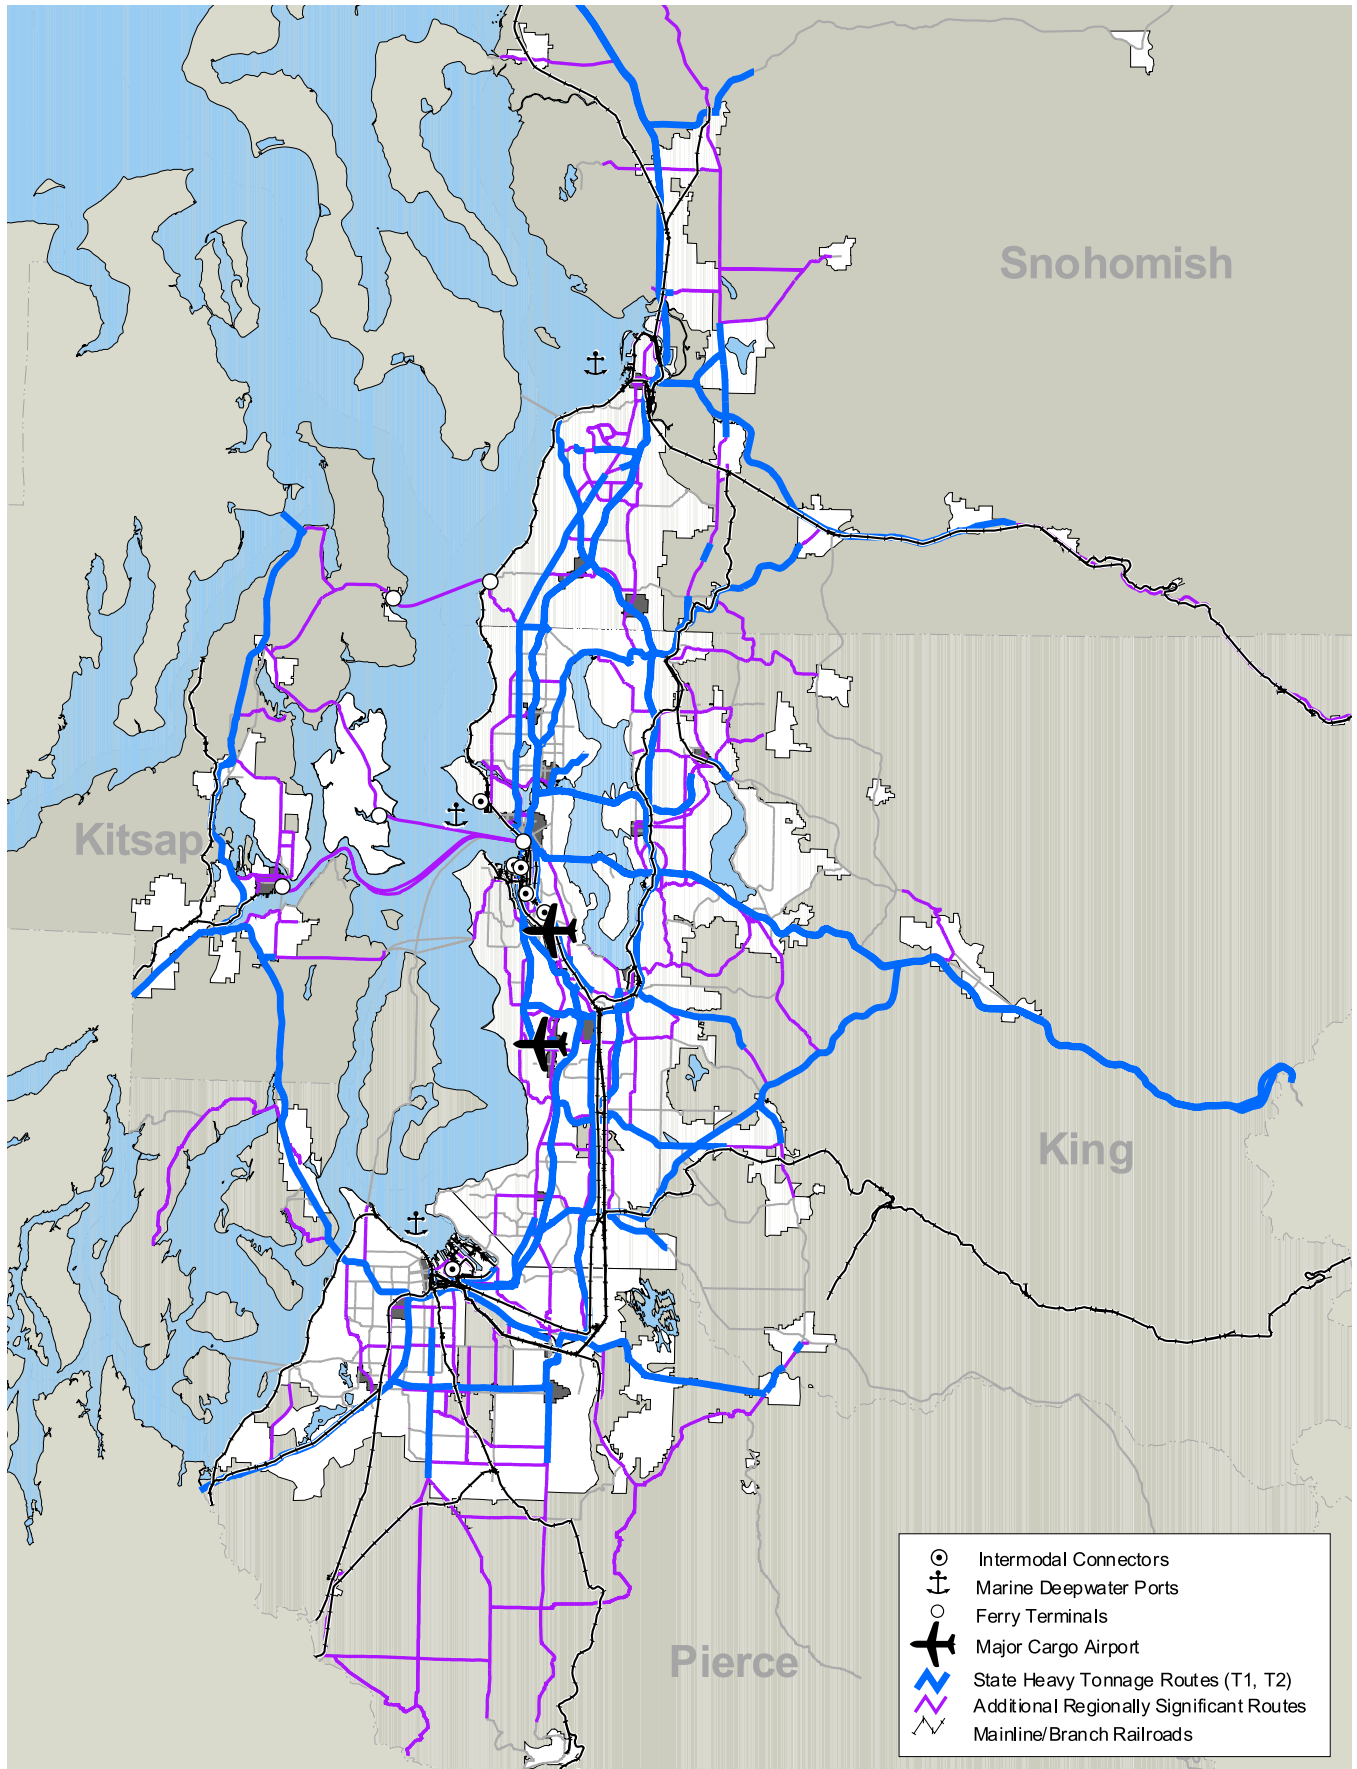 Snohomish
Kitsap
King
Pierce
Intermodal Connectors
Marine Deepwater Ports
Ferry Terminals
Major Cargo Airport
State Heavy Tonnage Routes (T1, T2)
Additional Regionally Significant Routes
Mainline/Branch Railroads